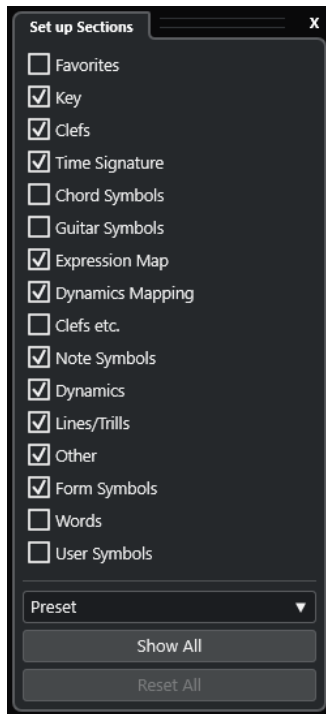 Set up Sections
X
Favorites
Key
Clefs
Time Signature
Chord Symbols
Guitar Symbols
Expression Map
Dynamics Mapping
Clefs etc.
Note Symbols
Dynamics
Lines/Trills
Other
Form Symbols
Words
User Symbols
Preset
Show All
Reset All